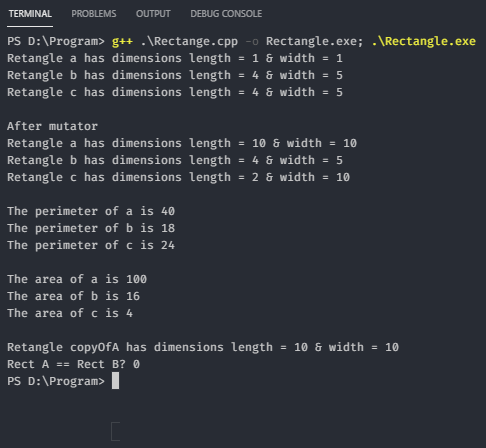 TERMINAL PROBLEMS OUTPUT DEBUG CONSOLE
PS D:\Program> g++ .\Rectange.cpp -o Rectangle.exe; .\Rectangle.exe
Retangle a has dimensions length = 1 & width = 1
Retangle b has dimensions length = 4 & width = 5
Retangle c has dimensions length = 4 & width = 5
After mutator
Retangle a has dimensions length = 10 & width = 10
Retangle b has dimensions length = 4 & width = 5
Retangle c has dimensions length = 2 & width = 10
The perimeter of a is 40
The perimeter of b is 18
The perimeter of c is 24
The area of a is 100
The area of b is 16
The area of c is 4
Retangle copyOfA has dimensions length = 10 & width = 10
Rect A == Rect B? 0
PS D:\Program>